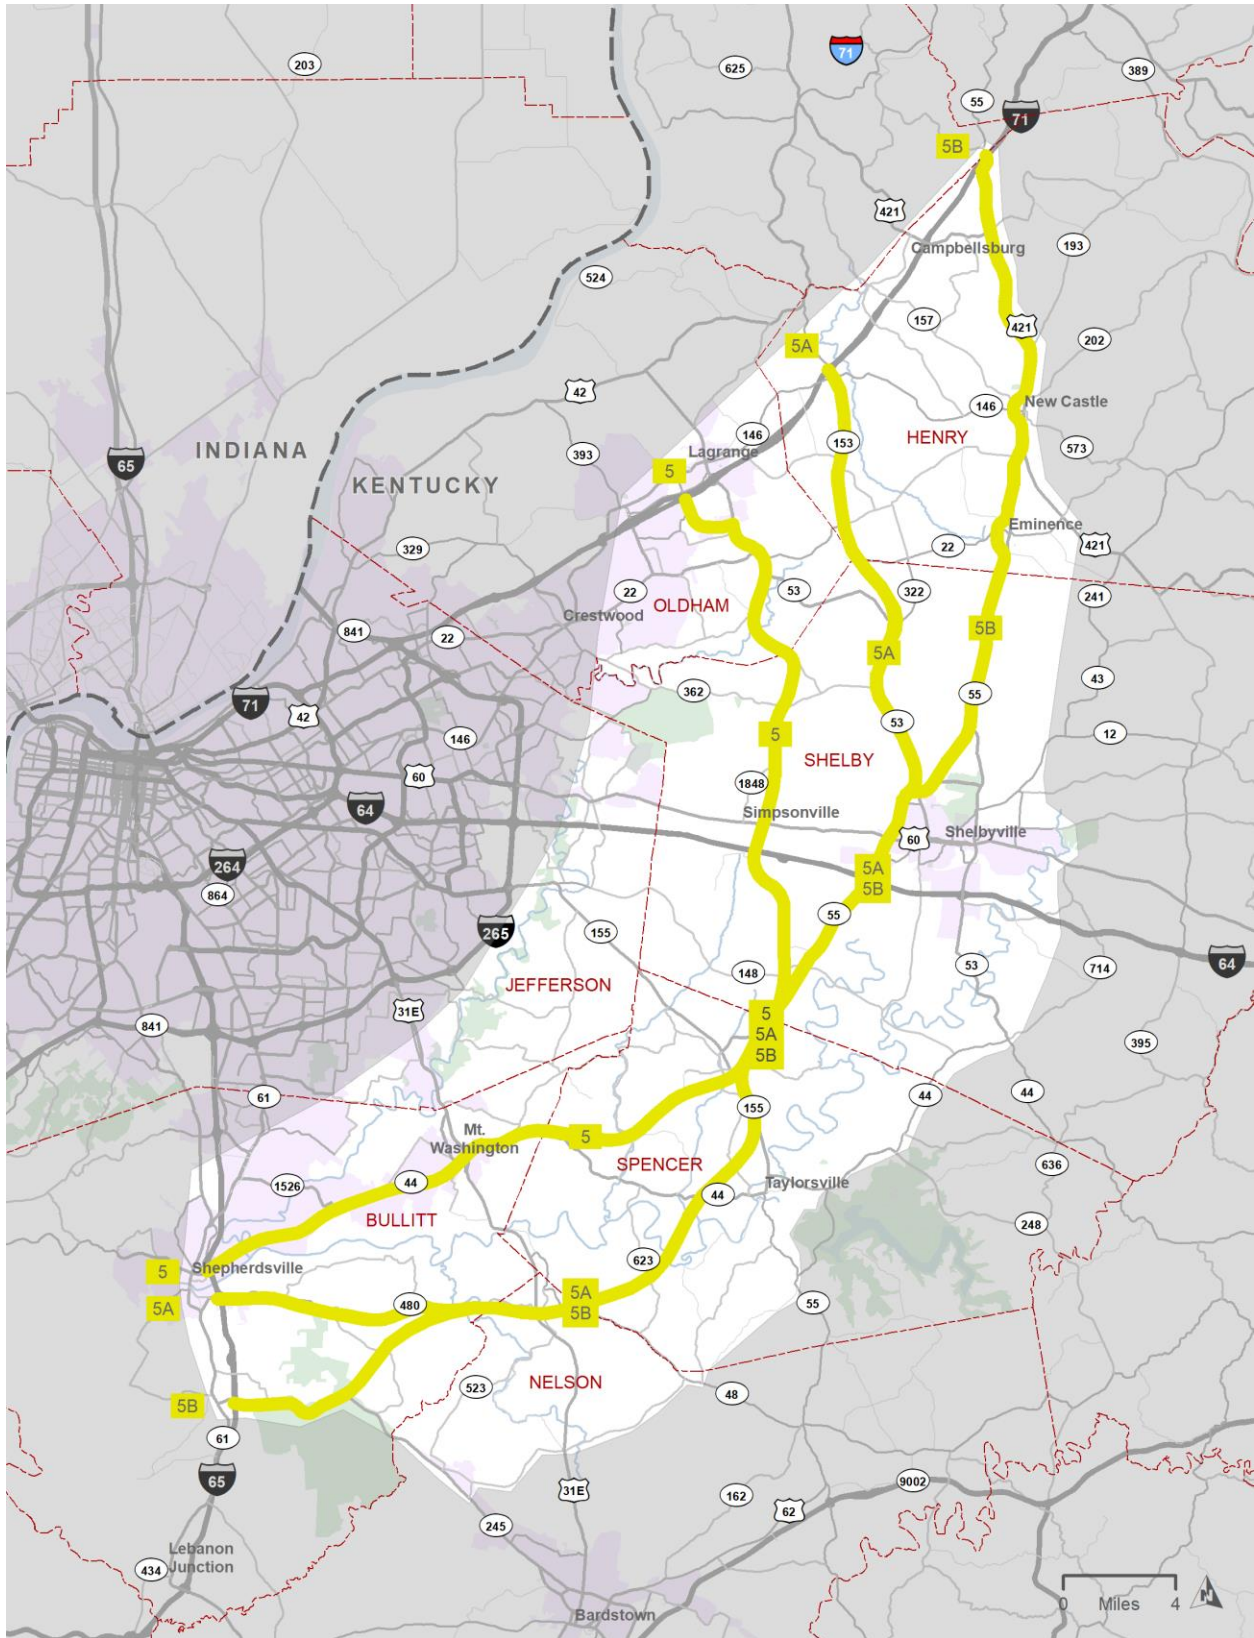 203
625
71
389
55
71
5B
421
Campbellsburg
193
524
157
421
5A
202
42
New Castle
146
146
153
HENRY
573
INDIANA
393
Lagrange
65
5
KENTUCKY
Eminence
22
421
329
22
53
322
241
OLDHAM
Crestwood
841
22
5B
5A
43
362
55
71
42
53
12
146
5
SHELBY
60
1848
64
Simpsonville
60
Shelbyville
264
864
5A
5B
55
265
155
53
64
148
714
JEFFERSON
31E
5
5A
5B
841
395
61
44
44
155
Mt.
Washington
5
SPENCER
636
1526
44
44
Taylorsville
BULLITT
248
623
Shepherdsville
5
5A
5A
5B
480
55
NELSON
523
48
5B
61
65
31E
9002
162
62
245
Lebanon
Junction
434
0 Miles 4
N
Bardstown